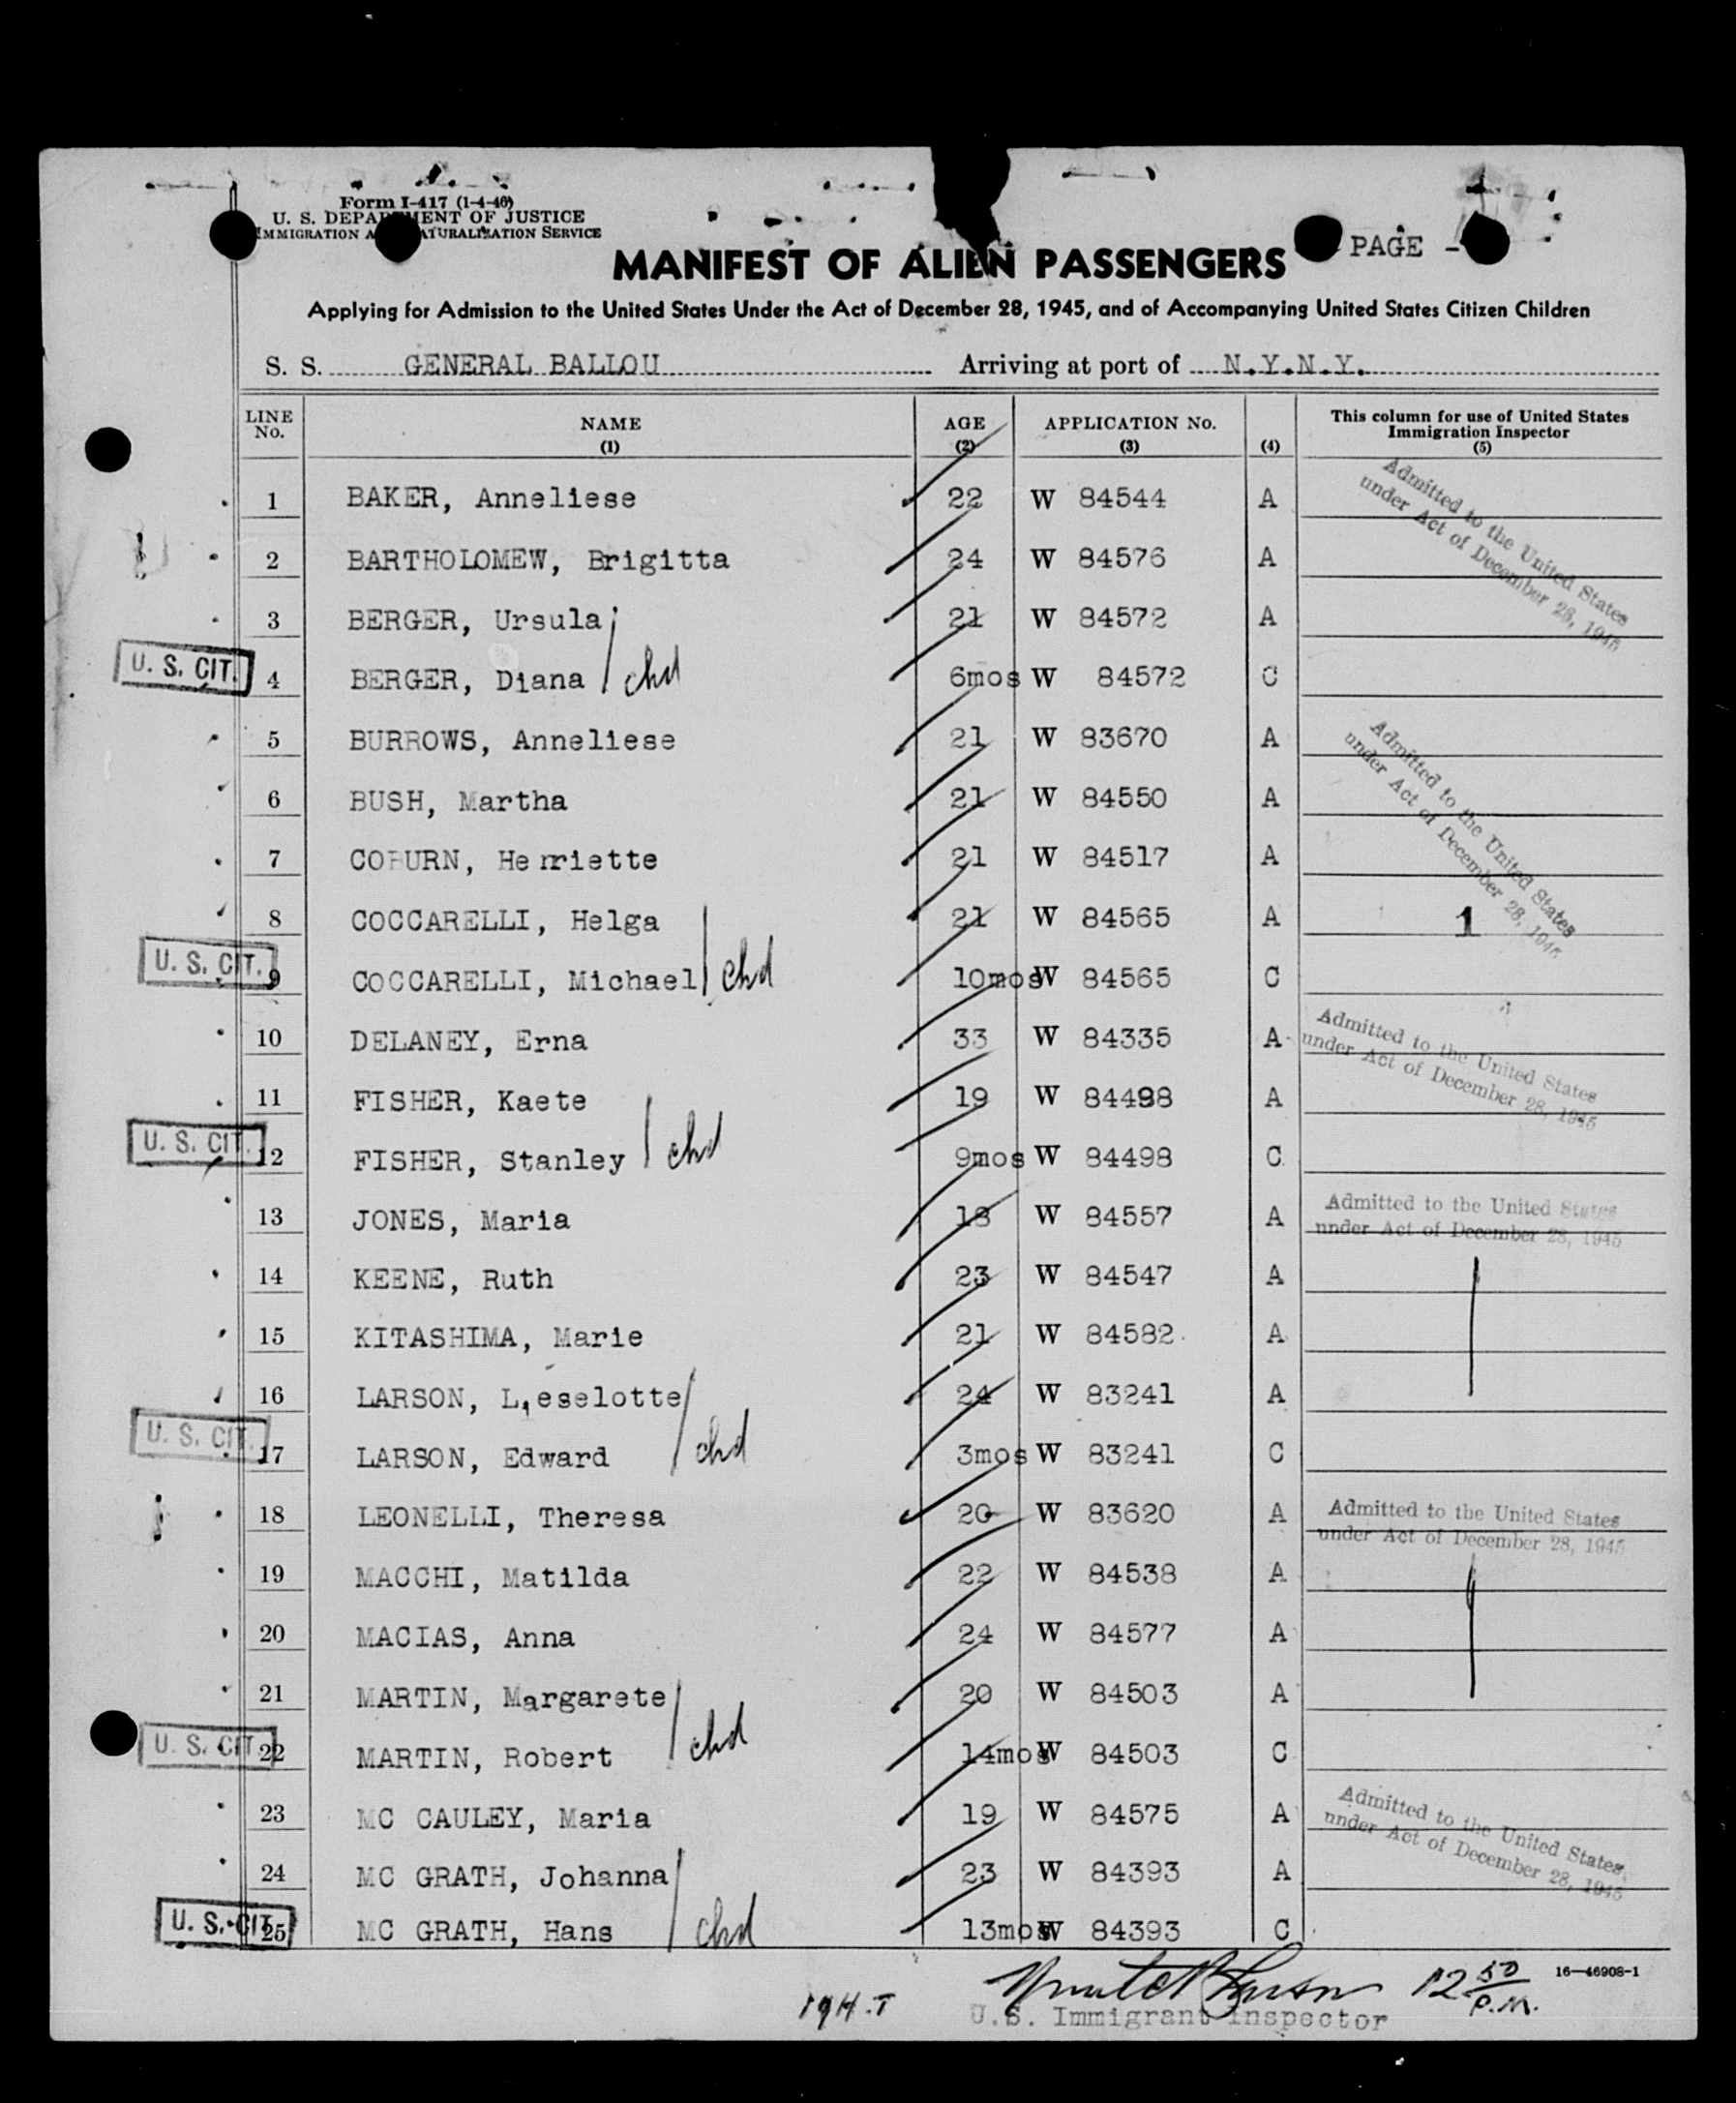 Form I-417 (1-4-46)
U. S. DEPARTMENT OF JUSTICE
IMMIGRATION AND NATURALIZATION SERVICE
PAGE -
MANIFEST OF ALIEN PASSENGERS
Applying for Admission to the United States Under the Act of December 28, 1945, and of Accompanying United States Citizen Children
S. S. GENERAL BALLOU Arriving at port of N.Y.N.Y.
LINE No. NAME (1) AGE (2) APPLICATION No. (3) (4) This column for use of United States Immigration Inspector (5)
1 BAKER, Anneliese 22 W 84544 A
Admitted to the United States
under Act of December 28, 1945
2 BARTHOLOMEW, Brigitta 24 W 84576 A
3 BERGER, Ursula 21 W 84572 A
U. S. CIT. 4 BERGER, Diana chd 6mos W 84572 C
5 BURROWS, Anneliese 21 W 83670 A
Admitted to the United States
under Act of December 28, 1945
6 BUSH, Martha 21 W 84550 A
7 COBURN, Henriette 21 W 84517 A
8 COCCARELLI, Helga 21 W 84565 A 1
U. S. CIT. 9 COCCARELLI, Michael chd 10mos W 84565 C
10 DELANEY, Erna 33 W 84335 A
Admitted to the United States
under Act of December 28, 1945
11 FISHER, Kaete 19 W 84498 A
U. S. CIT. 12 FISHER, Stanley chd 9mos W 84498 C
13 JONES, Maria 18 W 84557 A
Admitted to the United States
under Act of December 28, 1945
14 KEENE, Ruth 23 W 84547 A
15 KITASHIMA, Marie 21 W 84582 A
16 LARSON, Lieselotte 24 W 83241 A
U. S. CIT. 17 LARSON, Edward chd 3mos W 83241 C
18 LEONELLI, Theresa 20 W 83620 A
Admitted to the United States
under Act of December 28, 1945
19 MACCHI, Matilda 22 W 84538 A
20 MACIAS, Anna 24 W 84577 A
21 MARTIN, Margarete 20 W 84503 A
U. S. CIT. 22 MARTIN, Robert chd 14mos W 84503 C
23 MC CAULEY, Maria 19 W 84575 A
Admitted to the United States
under Act of December 28, 1945
24 MC GRATH, Johanna 23 W 84393 A
U. S. CIT. 25 MC GRATH, Hans chd 13mos W 84393 C
16—46908-1
12 50 P.M.
U.S. Immigrant Inspector